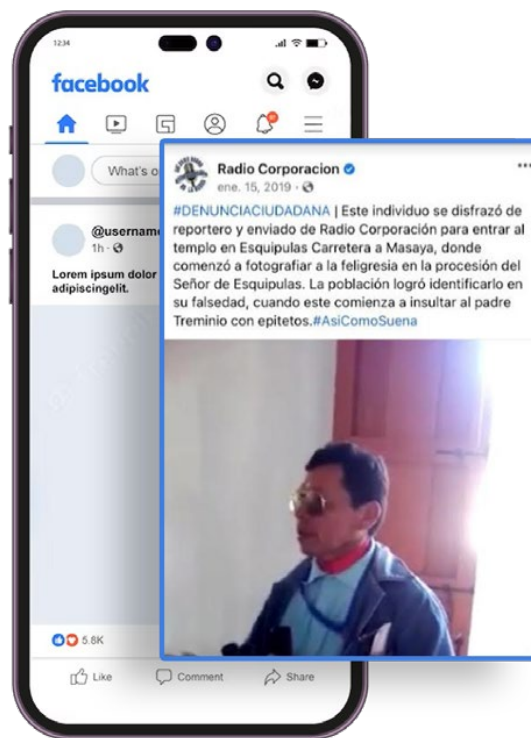 12:34
facebook
What's o
@username
1h ·
Lorem ipsum dolor
adipiscingelit.
Radio Corporacion
ene. 15, 2019 ·
#DENUNCIACIUDADANA | Este individuo se disfrazó de
reportero y enviado de Radio Corporación para entrar al
templo en Esquipulas Carretera a Masaya, donde
comenzó a fotografiar a la feligresia en la procesión del
Señor de Esquipulas. La población logró identificarlo en
su falsedad, cuando este comienza a insultar al padre
Treminio con epitetos.#AsiComoSuena
5.8K
Like Comment Share